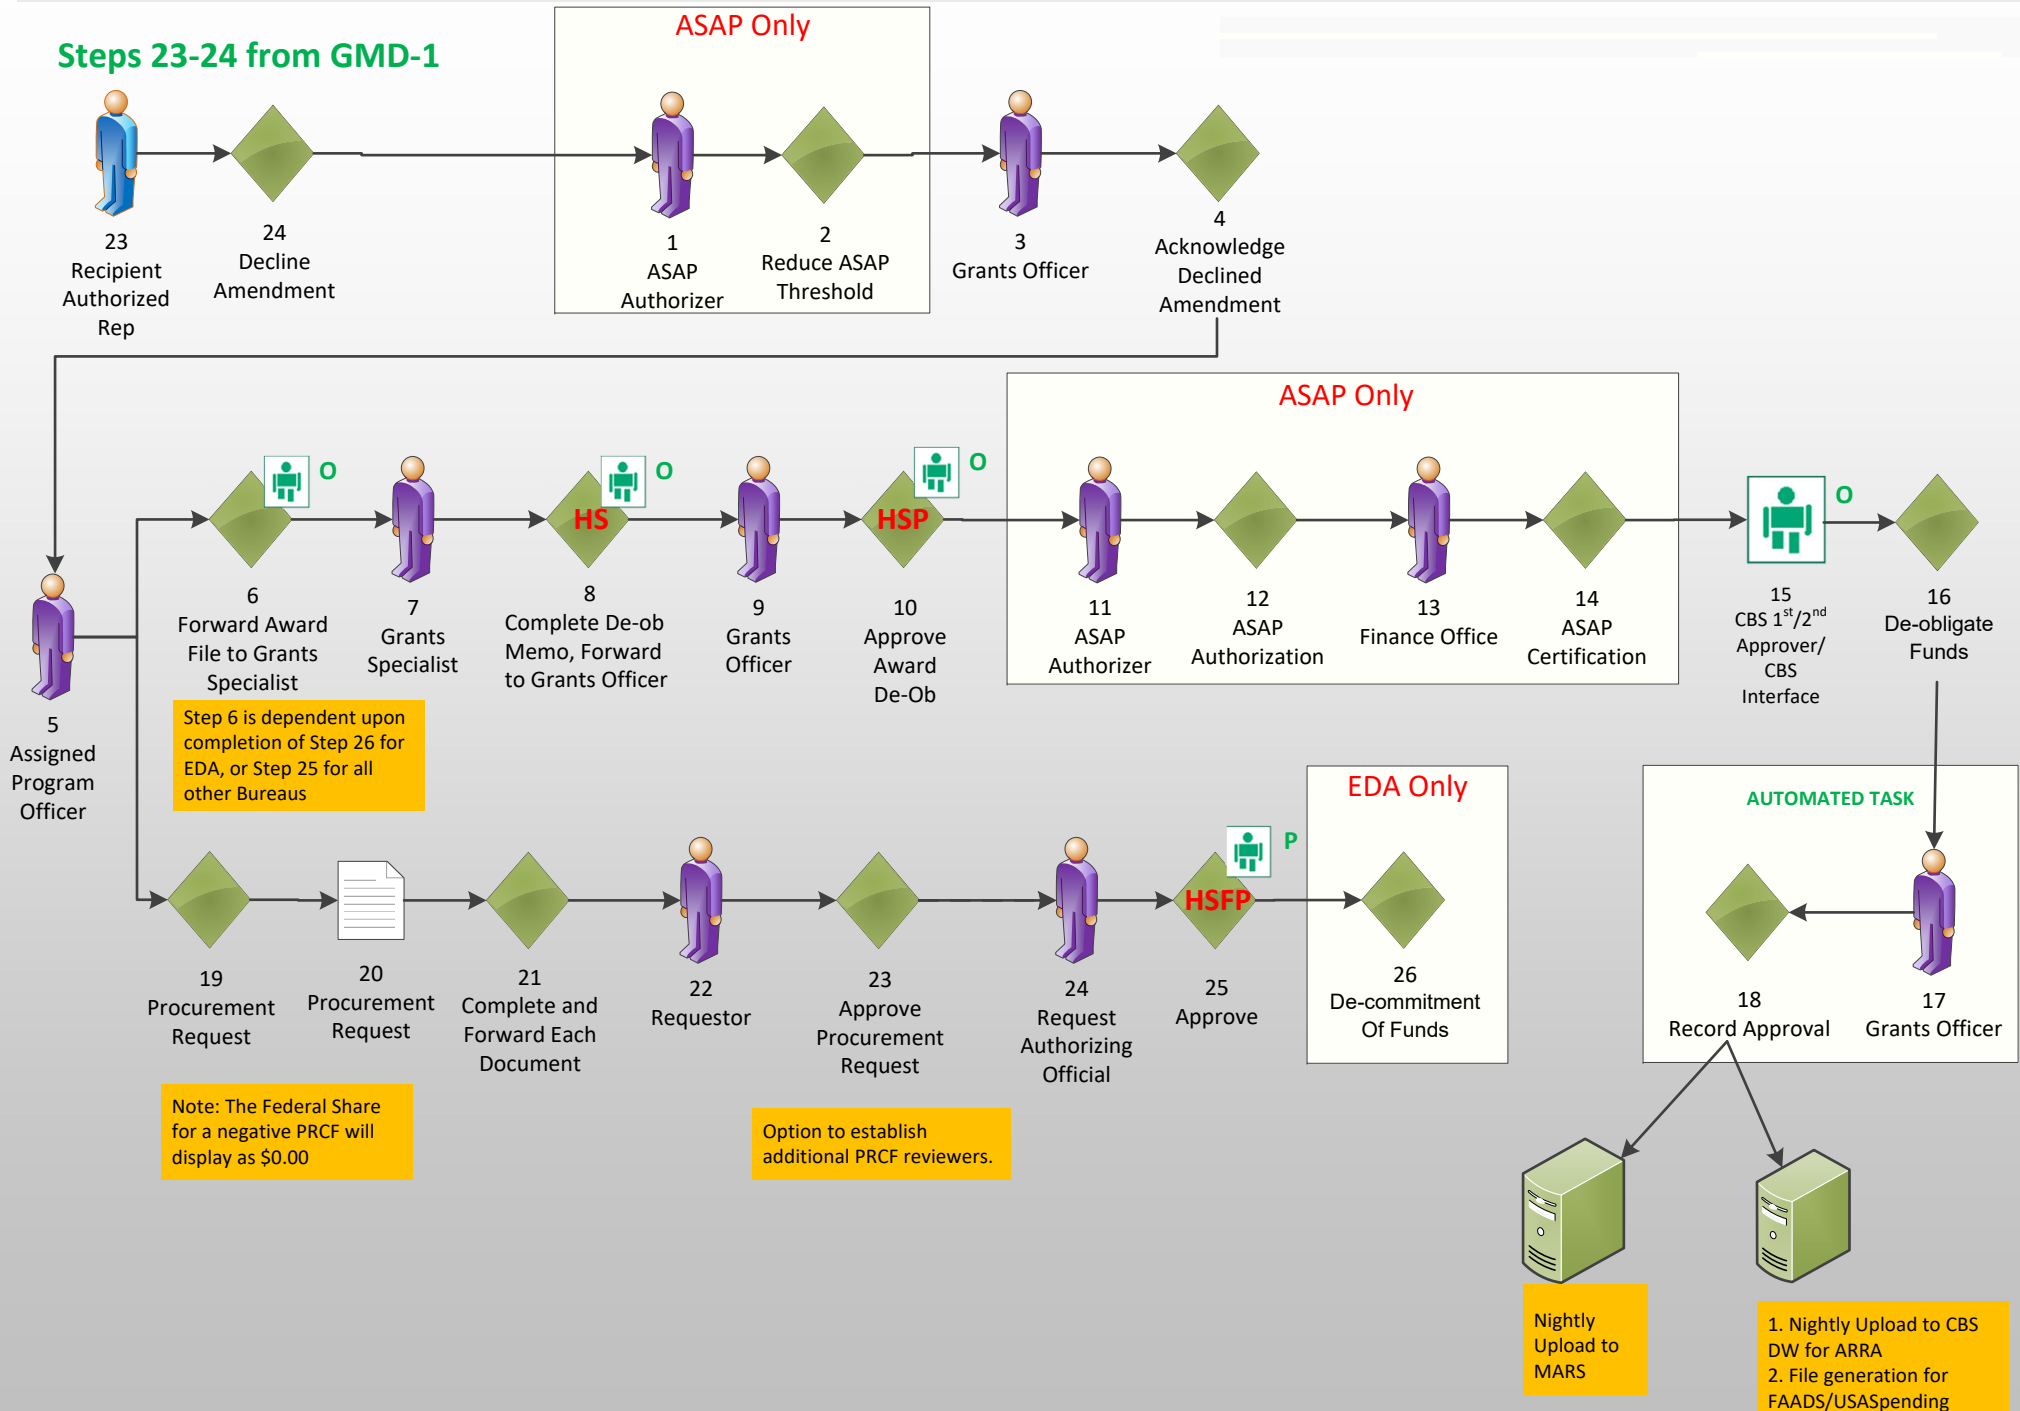 Steps 23-24 from GMD-1
ASAP Only
23
Recipient
Authorized
Rep
24
Decline
Amendment
1
ASAP
Authorizer
2
Reduce ASAP
Threshold
3
Grants Officer
4
Acknowledge
Declined
Amendment
ASAP Only
5
Assigned
Program
Officer
O
6
Forward Award
File to Grants
Specialist
Step 6 is dependent upon
completion of Step 26 for
EDA, or Step 25 for all
other Bureaus
7
Grants
Specialist
HS
O
8
Complete De-ob
Memo, Forward
to Grants Officer
9
Grants
Officer
HSP
O
10
Approve
Award
De-Ob
11
ASAP
Authorizer
12
ASAP
Authorization
13
Finance Office
14
ASAP
Certification
O
15
CBS 1st/2nd
Approver/
CBS
Interface
16
De-obligate
Funds
19
Procurement
Request
Note: The Federal Share
for a negative PRCF will
display as $0.00
20
Procurement
Request
21
Complete and
Forward Each
Document
22
Requestor
23
Approve
Procurement
Request
Option to establish
additional PRCF reviewers.
24
Request
Authorizing
Official
HSFP
P
25
Approve
EDA Only
26
De-commitment
Of Funds
AUTOMATED TASK
18
Record Approval
17
Grants Officer
Nightly
Upload to
MARS
1. Nightly Upload to CBS
DW for ARRA
2. File generation for
FAADS/USASpending